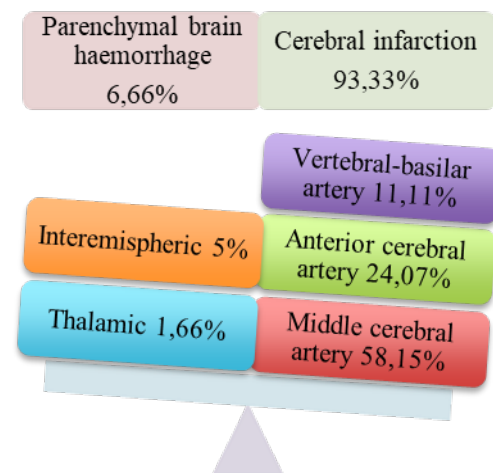 Parenchymal brain
haemorrhage
6,66%
Cerebral infarction
93,33%
Vertebral-basilar
artery 11,11%
Interemispheric 5%
Anterior cerebral
artery 24,07%
Thalamic 1,66%
Middle cerebral
artery 58,15%